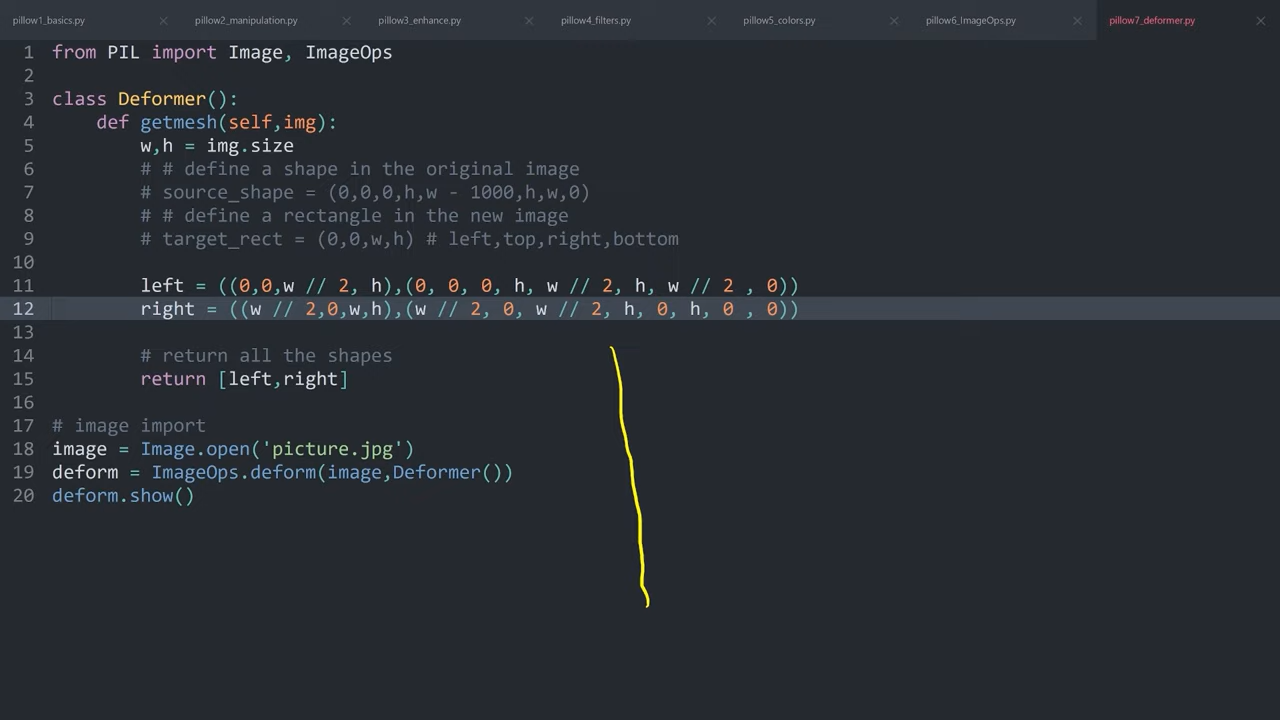 pillow1_basics.py pillow2_manipulation.py pillow3_enhance.py pillow4_filters.py pillow5_colors.py pillow6_ImageOps.py pillow7_deformer.py
1 from PIL import Image, ImageOps
2
3 class Deformer():
4     def getmesh(self,img):
5         w,h = img.size
6         # # define a shape in the original image
7         # source_shape = (0,0,0,h,w - 1000,h,w,0)
8         # # define a rectangle in the new image
9         # target_rect = (0,0,w,h) # left,top,right,bottom
10
11         left = ((0,0,w // 2, h),(0, 0, 0, h, w // 2, h, w // 2 , 0))
12         right = ((w // 2,0,w,h),(w // 2, 0, w // 2, h, 0, h, 0 , 0))
13
14         # return all the shapes
15         return [left,right]
16
17 # image import
18 image = Image.open('picture.jpg')
19 deform = ImageOps.deform(image,Deformer())
20 deform.show()